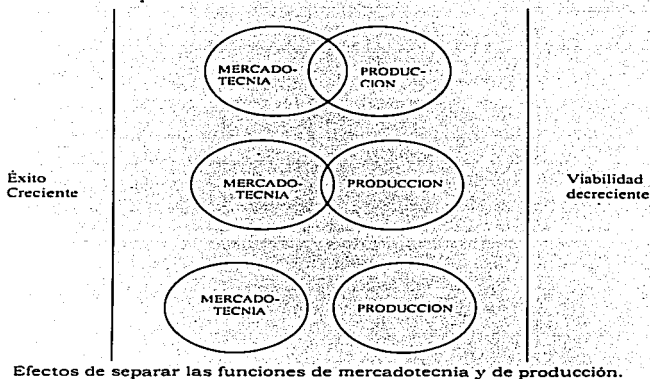 MERCADO-
TECNIA
PRODUC-
CION
Éxito
Creciente
MERCADO-
TECNIA
PRODUCCION
Viabilidad
decreciente
MERCADO-
TECNIA
PRODUCCION
Efectos de separar las funciones de mercadotecnia y de producción.